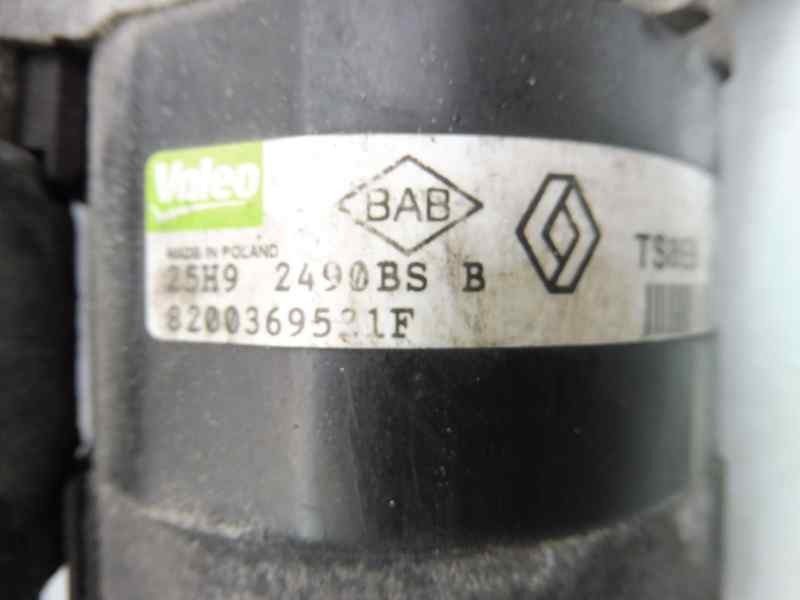 Valeo
BAB
MADE IN POLAND
25H9 2490BS B
8200369521F